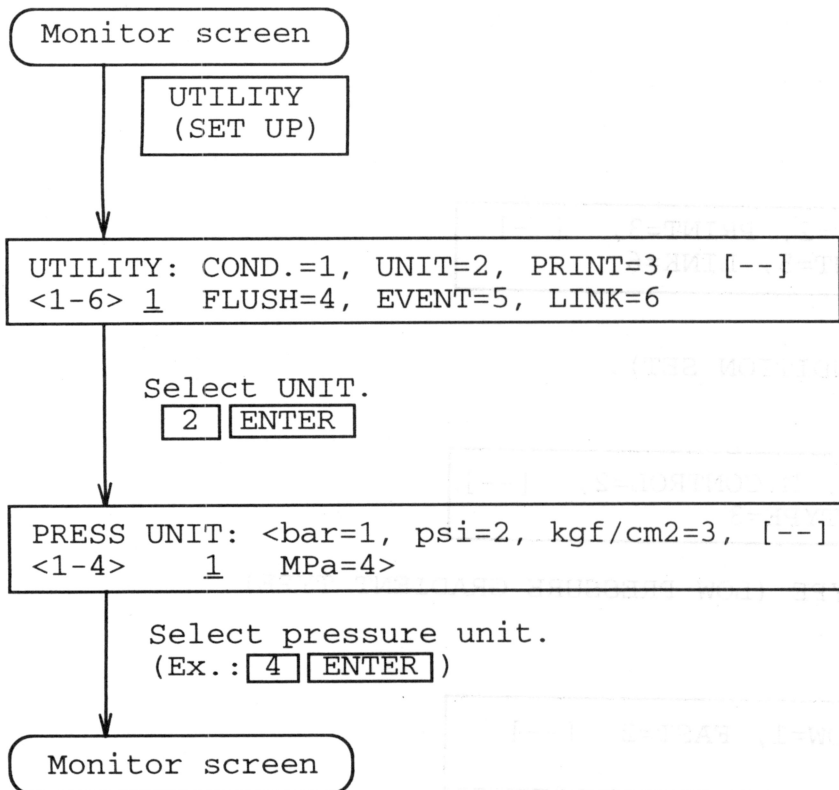 Monitor screen
UTILITY
(SET UP)
UTILITY: COND.=1, UNIT=2, PRINT=3, [--]
<1-6> 1 FLUSH=4, EVENT=5, LINK=6
Select UNIT.
2 ENTER
PRESS UNIT: <bar=1, psi=2, kgf/cm2=3, [--]
<1-4> 1 MPa=4>
Select pressure unit.
(Ex.: 4 ENTER)
Monitor screen